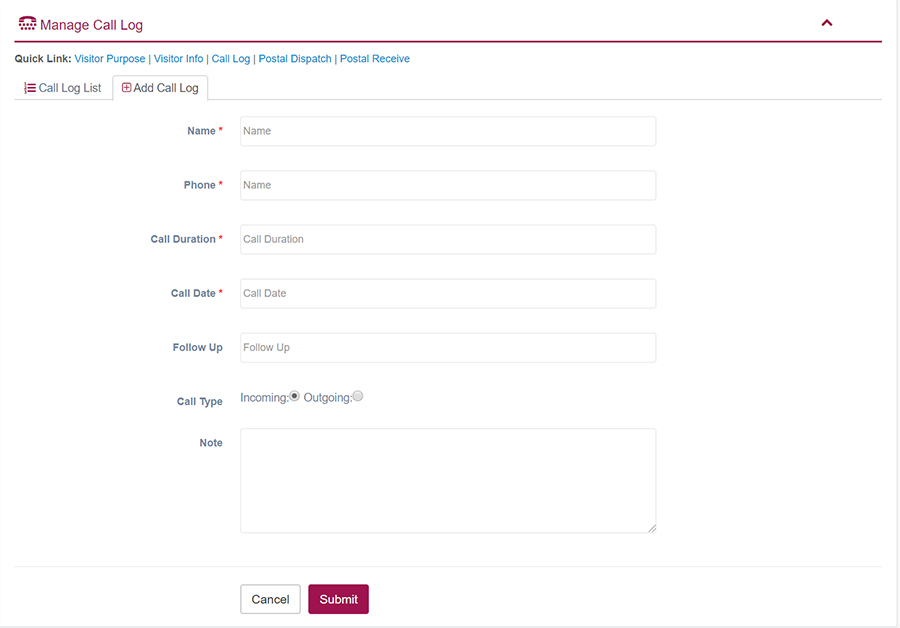 Manage Call Log
Quick Link: Visitor Purpose | Visitor Info | Call Log | Postal Dispatch | Postal Receive
Call Log List Add Call Log
Name * Name
Phone * Name
Call Duration * Call Duration
Call Date * Call Date
Follow Up Follow Up
Call Type Incoming: Outgoing:
Note
Cancel Submit